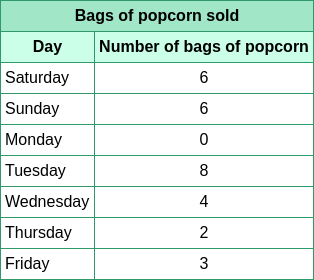 Bags of popcorn sold
Day Number of bags of popcorn
Saturday 6
Sunday 6
Monday 0
Tuesday 8
Wednesday 4
Thursday 2
Friday 3